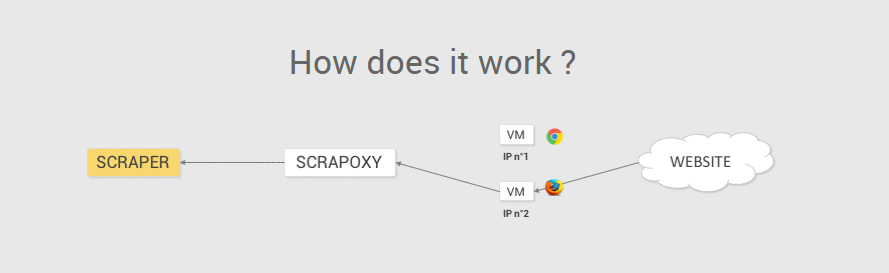 How does it work ?
SCRAPER
SCRAPOXY
VM
IP n°1
VM
IP n°2
WEBSITE